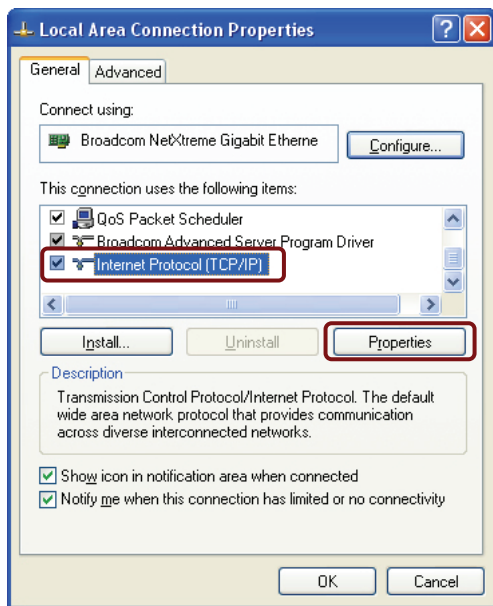 Local Area Connection Properties
General Advanced
Connect using:
Broadcom NetXtreme Gigabit Etherne Configure...
This connection uses the following items:
QoS Packet Scheduler
Broadcom Advanced Server Program Driver
Internet Protocol (TCP/IP)
Install... Uninstall Properties
Description
Transmission Control Protocol/Internet Protocol. The default
wide area network protocol that provides communication
across diverse interconnected networks.
Show icon in notification area when connected
Notify me when this connection has limited or no connectivity
OK Cancel